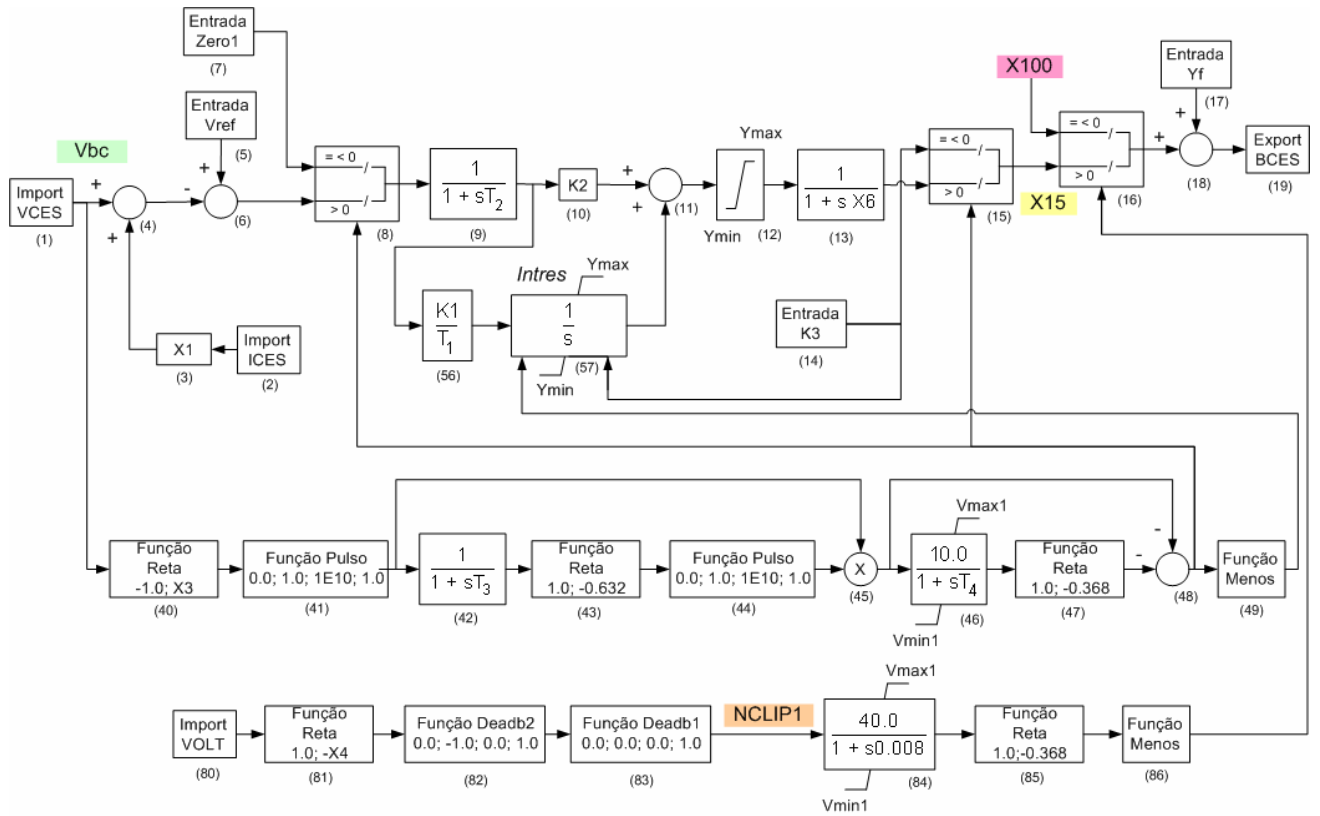 Entrada
Zero1
(7)
Entrada
Vref
(5)
Vbc
Import
VCES
(1)
+
+
(4)
-
+
(6)
= < 0
> 0
(8)
1
1 + sT2
(9)
K2
(10)
+
+
(11)
Ymax
Ymin
(12)
1
1 + s X6
(13)
= < 0
> 0
(15)
X100
X15
= < 0
> 0
(16)
Entrada
Yf
(17)
+
+
(18)
Export
BCES
(19)
X1
(3)
Import
ICES
(2)
K1
T1
(56)
Intres
Ymax
1
s
(57)
Ymin
Entrada
K3
(14)
Função
Reta
-1.0; X3
(40)
Função Pulso
0.0; 1.0; 1E10; 1.0
(41)
1
1 + sT3
(42)
Função
Reta
1.0; -0.632
(43)
Função Pulso
0.0; 1.0; 1E10; 1.0
(44)
X
(45)
Vmax1
10.0
1 + sT4
(46)
Vmin1
Função
Reta
1.0; -0.368
(47)
-
-
(48)
Função
Menos
(49)
Import
VOLT
(80)
Função
Reta
1.0; -X4
(81)
Função Deadb2
0.0; -1.0; 0.0; 1.0
(82)
Função Deadb1
0.0; 0.0; 0.0; 1.0
(83)
NCLIP1
Vmax1
40.0
1 + s0.008
(84)
Vmin1
Função
Reta
1.0;-0.368
(85)
Função
Menos
(86)